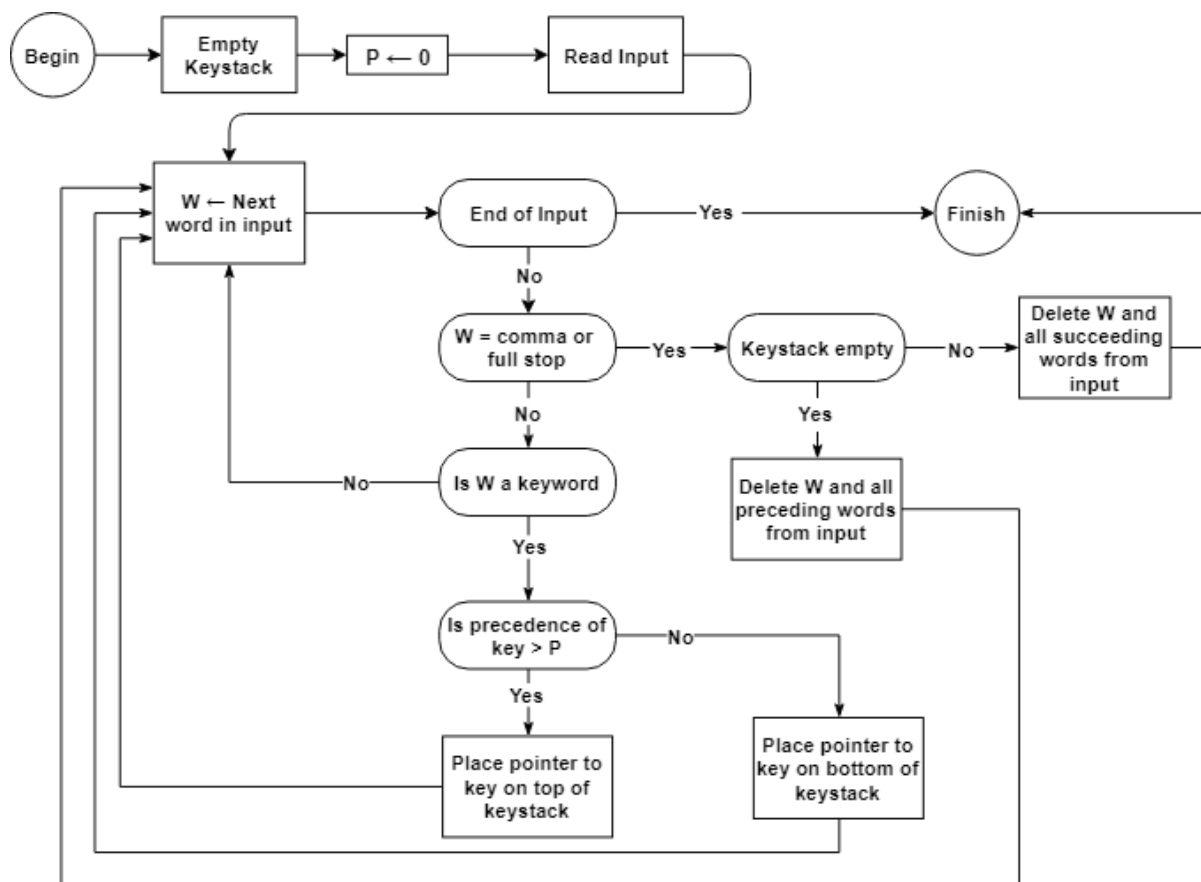 Begin
Empty
Keystack
P ← 0
Read Input
W ← Next
word in input
End of Input
Yes
Finish
No
W = comma or
full stop
Yes
Keystack empty
No
Delete W and
all succeeding
words from
input
No
Yes
Is W a keyword
No
Delete W and all
preceding words
from input
Yes
Is precedence of
key > P
No
Yes
Place pointer to
key on top of
keystack
Place pointer to
key on bottom of
keystack